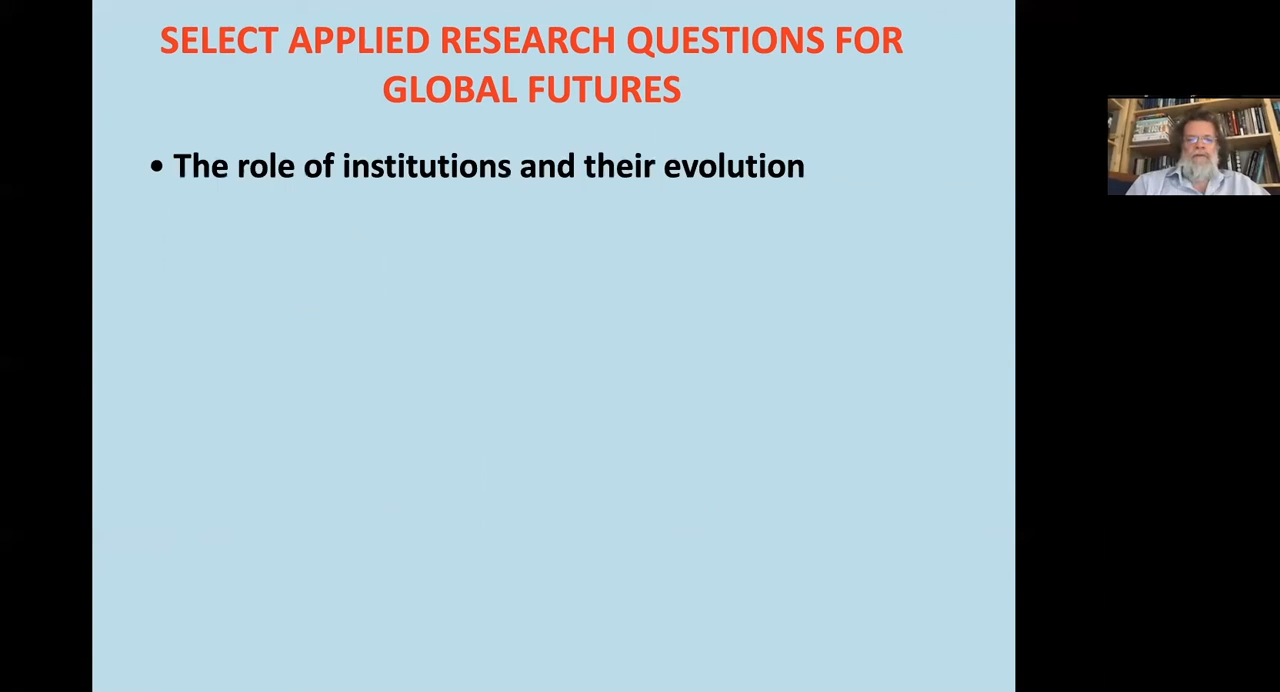 SELECT APPLIED RESEARCH QUESTIONS FOR
GLOBAL FUTURES
• The role of institutions and their evolution